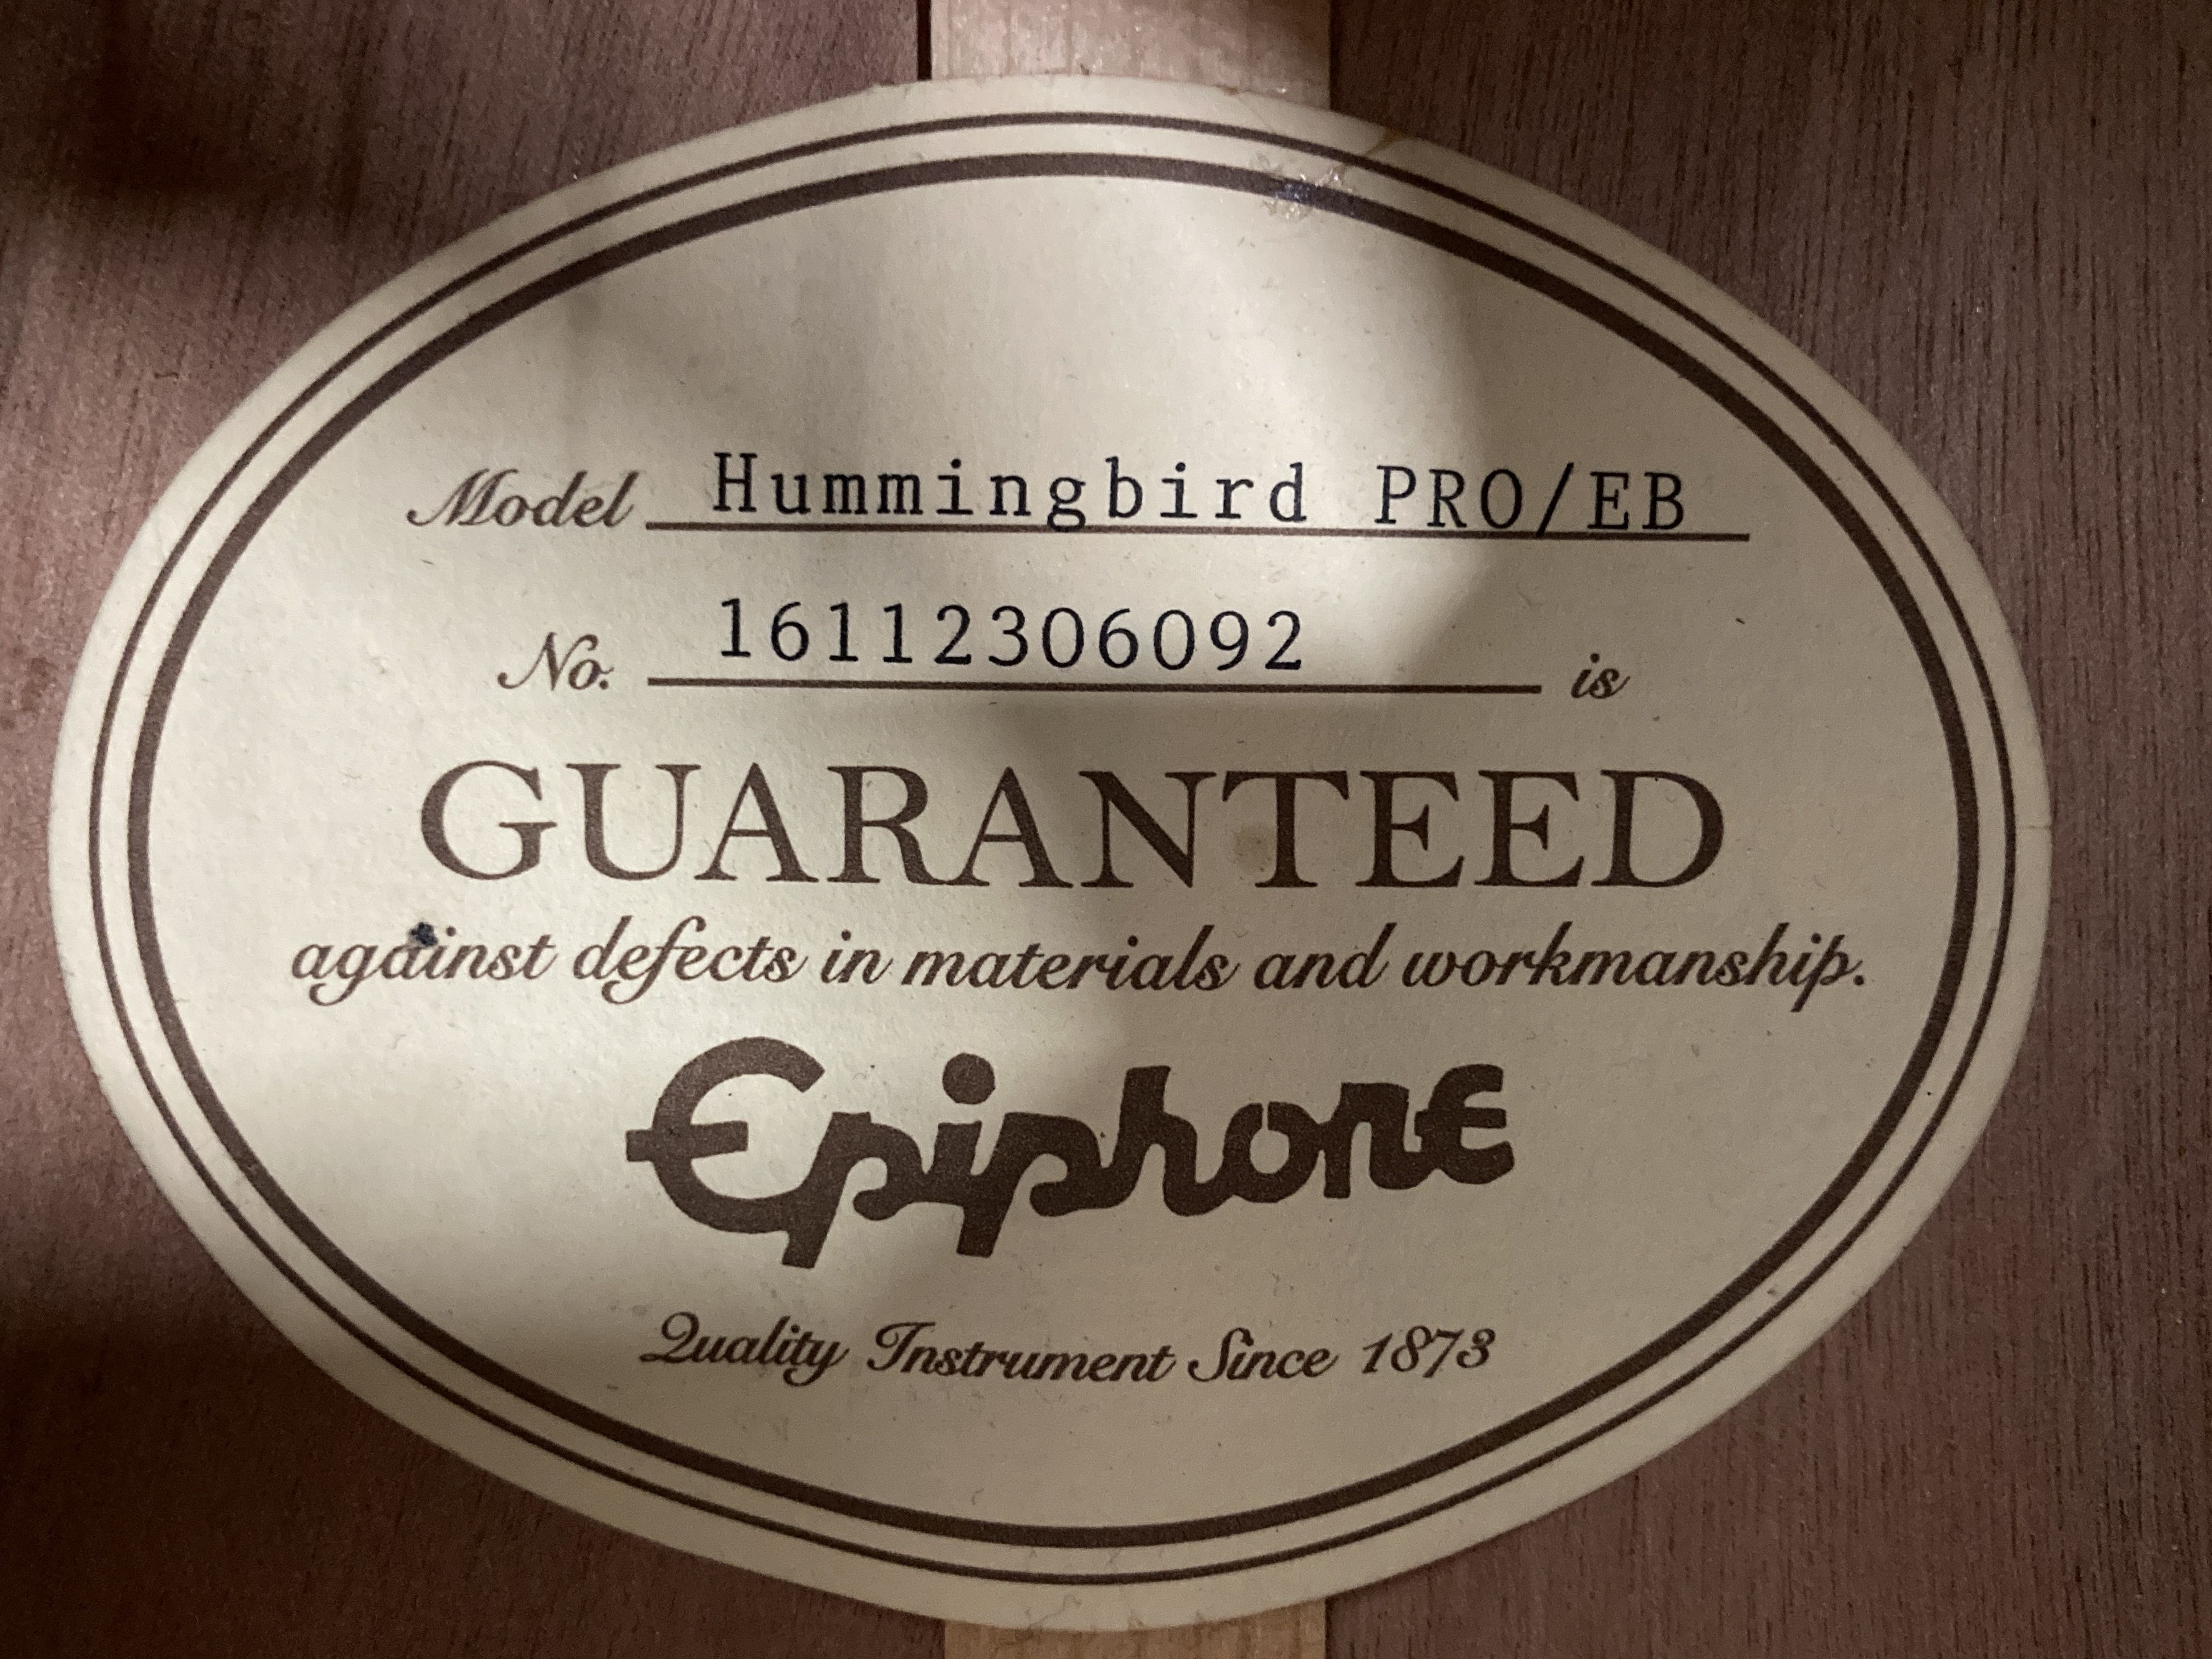 Model Hummingbird PRO/EB
No. 16112306092 is
GUARANTEED
against defects in materials and workmanship.
Epiphone
Quality Instrument Since 1873